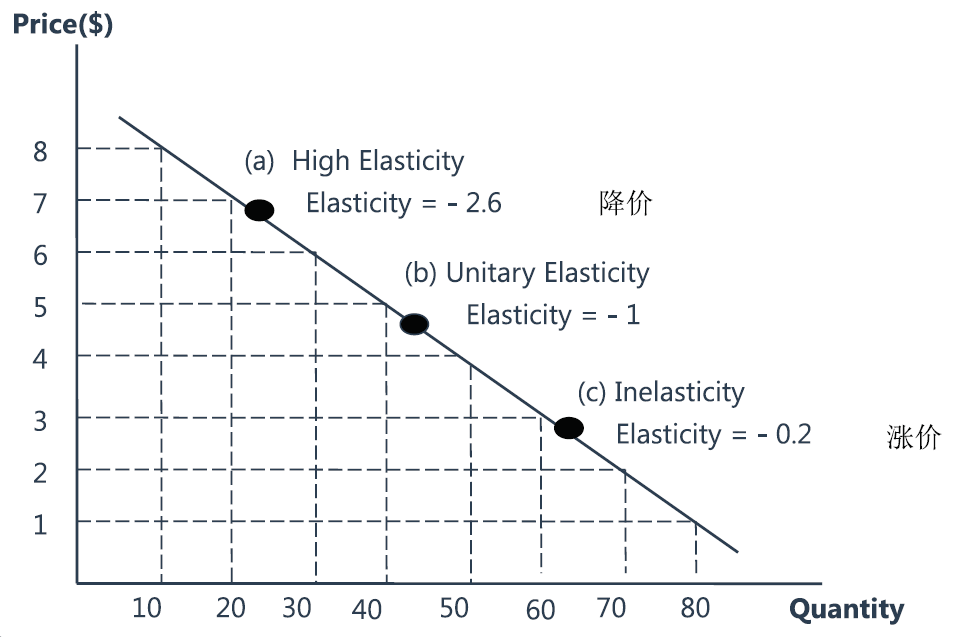 Price($)
8
(a) High Elasticity
7
Elasticity = - 2.6
降价
6
(b) Unitary Elasticity
5
Elasticity = - 1
4
(c) Inelasticity
3
Elasticity = - 0.2
涨价
2
1
10 20 30 40 50 60 70 80 Quantity